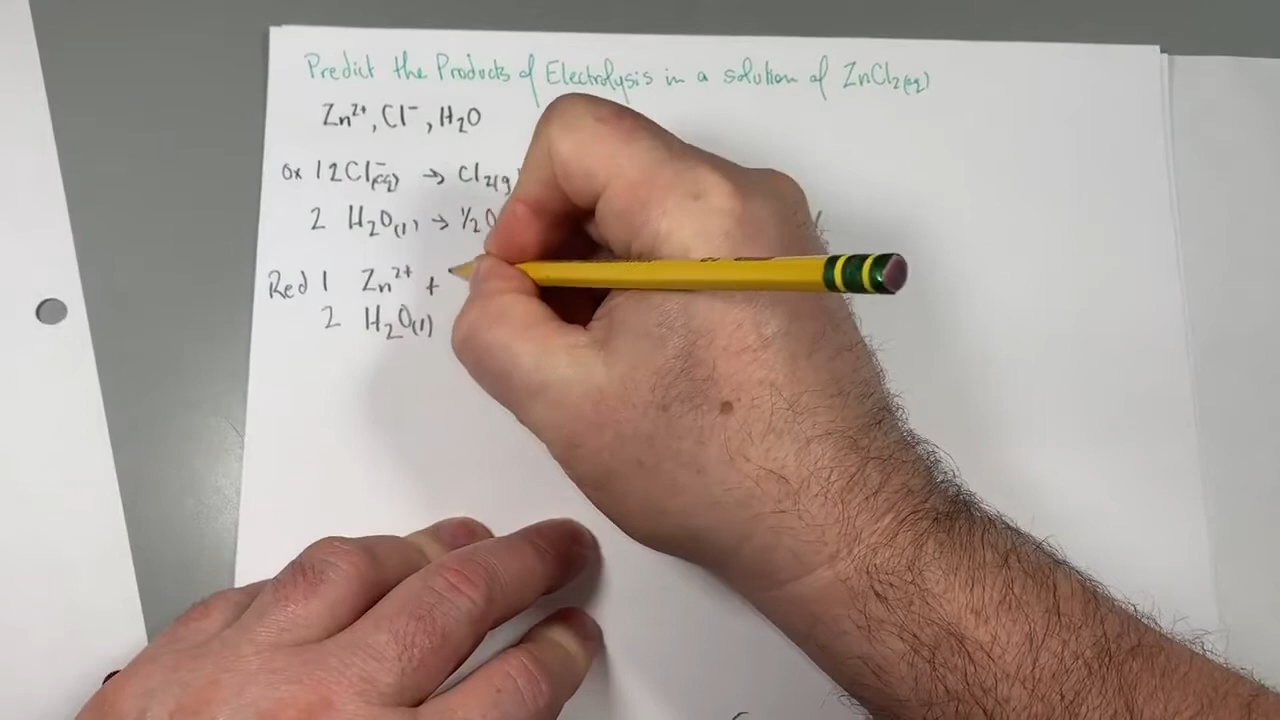 Predict the Products of Electrolysis in a solution of ZnCl₂(aq)
Zn²⁺, Cl⁻, H₂O
Ox 1 2Cl⁻(aq) → Cl₂(g)
2 H₂O(l) → ½O
Red 1 Zn²⁺ +
2 H₂O(l)